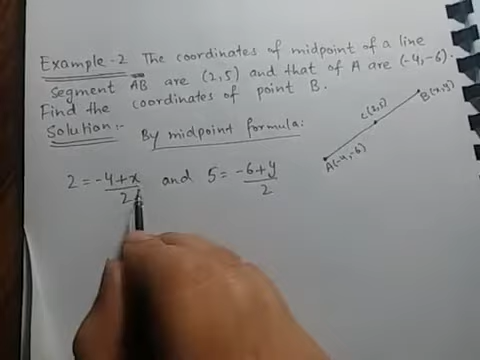 Example-2 The coordinates of midpoint of a line
segment AB are (2,5) and that of A are (-4,-6).
Find the coordinates of point B.
Solution:-
By midpoint formula:
B(x,y)
C(2,5)
A(-4,-6)
2 = -4+x/2 and 5 = -6+y/2